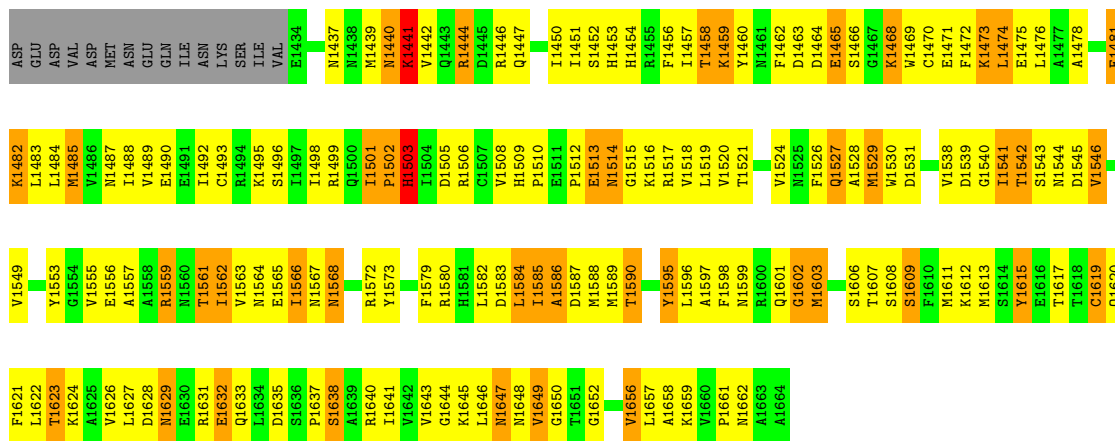 ASP GLU ASP VAL ASP MET ASN GLU GLN ILE ASN LYS SER ILE VAL E1434 N1437 N1438 M1439 N1440 K1441 V1442 Q1443 R1444 D1445 R1446 Q1447 I1450 I1451 S1452 H1453 H1454 R1455 F1456 I1457 T1458 K1459 Y1460 N1461 F1462 D1463 D1464 E1465 S1466 G1467 K1468 W1469 C1470 E1471 F1472 K1473 L1474 E1475 L1476 A1477 A1478 E1481
K1482 L1483 L1484 M1485 V1486 N1487 I1488 V1489 E1490 E1491 I1492 C1493 R1494 K1495 S1496 I1497 I1498 R1499 Q1500 I1501 P1502 H1503 I1504 D1505 R1506 C1507 V1508 H1509 P1510 E1511 P1512 E1513 N1514 G1515 K1516 R1517 V1518 L1519 V1520 T1521 V1524 N1525 F1526 Q1527 A1528 M1529 W1530 D1531 V1538 D1539 G1540 I1541 T1542 S1543 N1544 D1545 V1546
V1549 Y1553 G1554 V1555 E1556 A1557 A1558 R1559 N1560 T1561 I1562 V1563 N1564 E1565 I1566 N1567 N1568 R1572 Y1573 F1579 R1580 H1581 L1582 D1583 L1584 I1585 A1586 D1587 M1588 M1589 T1590 Y1595 L1596 A1597 F1598 N1599 R1600 Q1601 G1602 M1603 S1606 T1607 S1608 S1609 F1610 M1611 K1612 M1613 S1614 Y1615 E1616 T1617 T1618 C1619
F1621 L1622 T1623 K1624 A1625 V1626 L1627 D1628 N1629 E1630 R1631 E1632 Q1633 L1634 D1635 S1636 P1637 S1638 A1639 R1640 I1641 V1642 V1643 G1644 K1645 L1646 N1647 N1648 V1649 G1650 T1651 G1652 V1656 L1657 A1658 K1659 V1660 P1661 N1662 A1663 A1664